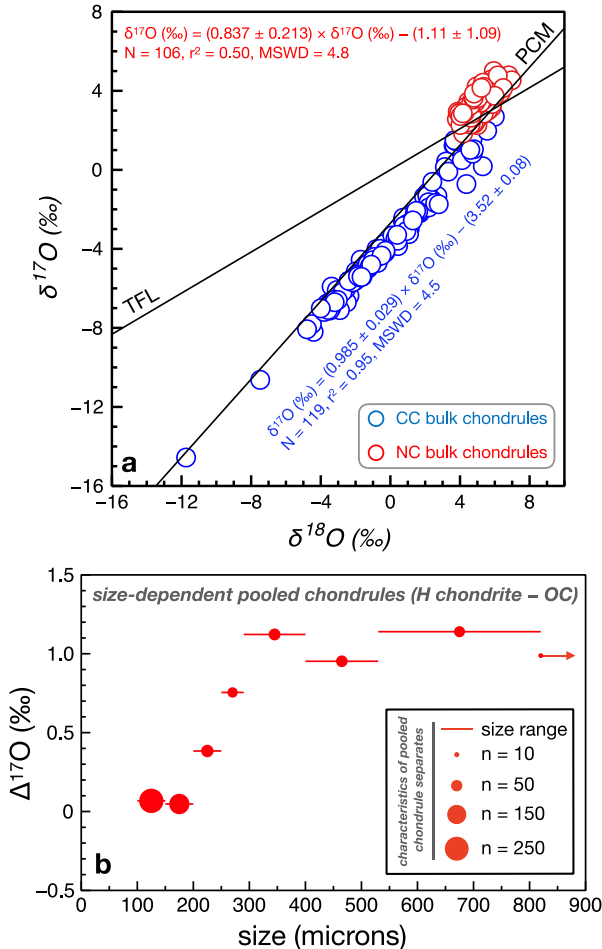 δ¹⁷O (‰) = (0.837 ± 0.213) × δ¹⁷O (‰) – (1.11 ± 1.09)
N = 106, r² = 0.50, MSWD = 4.8
PCM
TFL
δ¹⁷O (‰) = (0.985 ± 0.029) × δ¹⁷O (‰) – (3.52 ± 0.08)
N = 119, r² = 0.95, MSWD = 4.5
CC bulk chondrules
NC bulk chondrules
a
8
4
0
−4
−8
−12
−16
δ¹⁷O (‰)
−16
−12
−8
−4
0
4
8
δ¹⁸O (‰)
size-dependent pooled chondrules (H chondrite – OC)
1.5
1.0
0.5
0
−0.5
Δ¹⁷O (‰)
characteristics of pooled
chondrule separates
size range
n = 10
n = 50
n = 150
n = 250
b
0
100
200
300
400
500
600
700
800
900
size (microns)